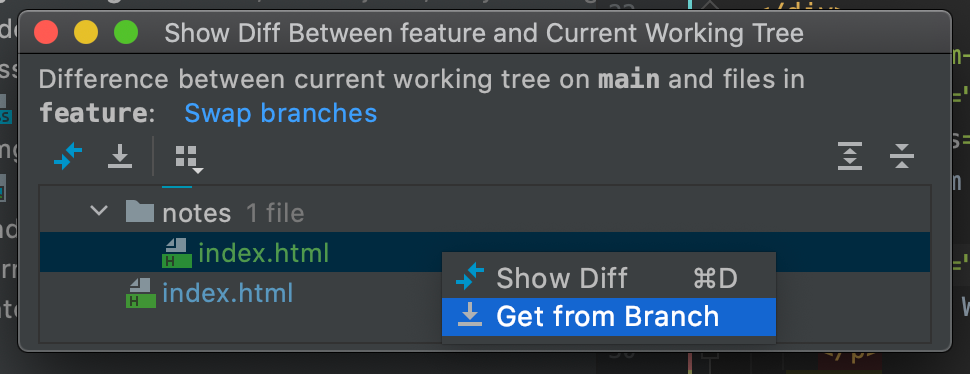 Show Diff Between feature and Current Working Tree
Difference between current working tree on main and files in
feature: Swap branches
notes 1 file
index.html
Show Diff ⌘D
index.html
Get from Branch